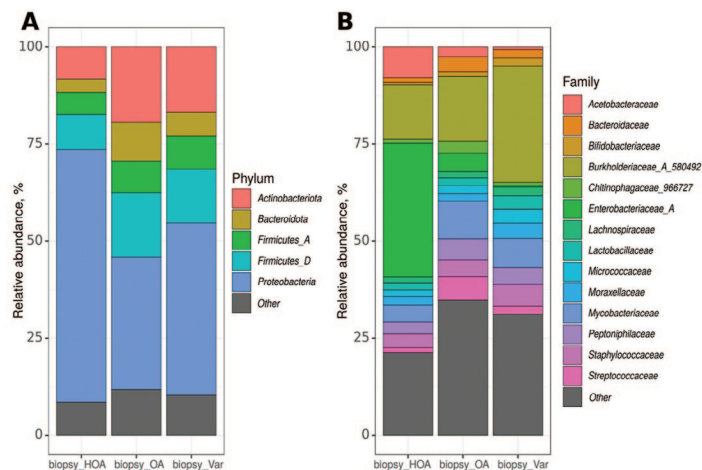 A
Relative abundance, %
100
75
50
25
0
biopsy_HOA
biopsy_OA
biopsy_Var
Phylum
Actinobacteriota
Bacteroidota
Firmicutes_A
Firmicutes_D
Proteobacteria
Other
B
Relative abundance, %
100
75
50
25
0
biopsy_HOA
biopsy_OA
biopsy_Var
Family
Acetobacteraceae
Bacteroidaceae
Bifidobacteriaceae
Burkholderiaceae_A_580492
Chitinophagaceae_966727
Enterobacteriaceae_A
Lachnospiraceae
Lactobacillaceae
Micrococcaceae
Moraxellaceae
Mycobacteriaceae
Peptoniphilaceae
Staphylococcaceae
Streptococcaceae
Other